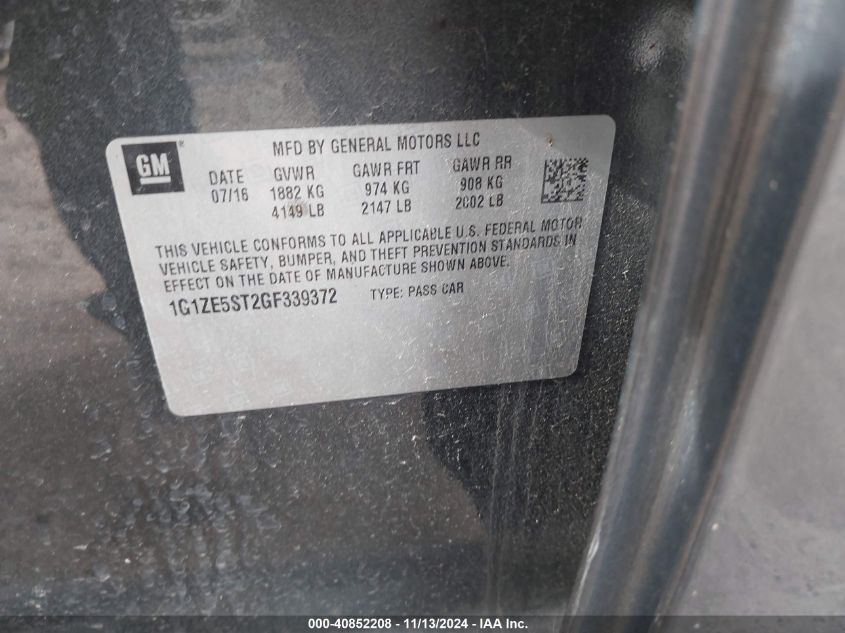 GM
MFD BY GENERAL MOTORS LLC
DATE GVWR GAWR FRT GAWR RR
07/16 1882 KG 974 KG 908 KG
4149 LB 2147 LB 2002 LB
THIS VEHICLE CONFORMS TO ALL APPLICABLE U.S. FEDERAL MOTOR
VEHICLE SAFETY, BUMPER, AND THEFT PREVENTION STANDARDS IN
EFFECT ON THE DATE OF MANUFACTURE SHOWN ABOVE.
1G1ZE5ST2GF339372 TYPE: PASS CAR
000-40852208 - 11/13/2024 - IAA Inc.